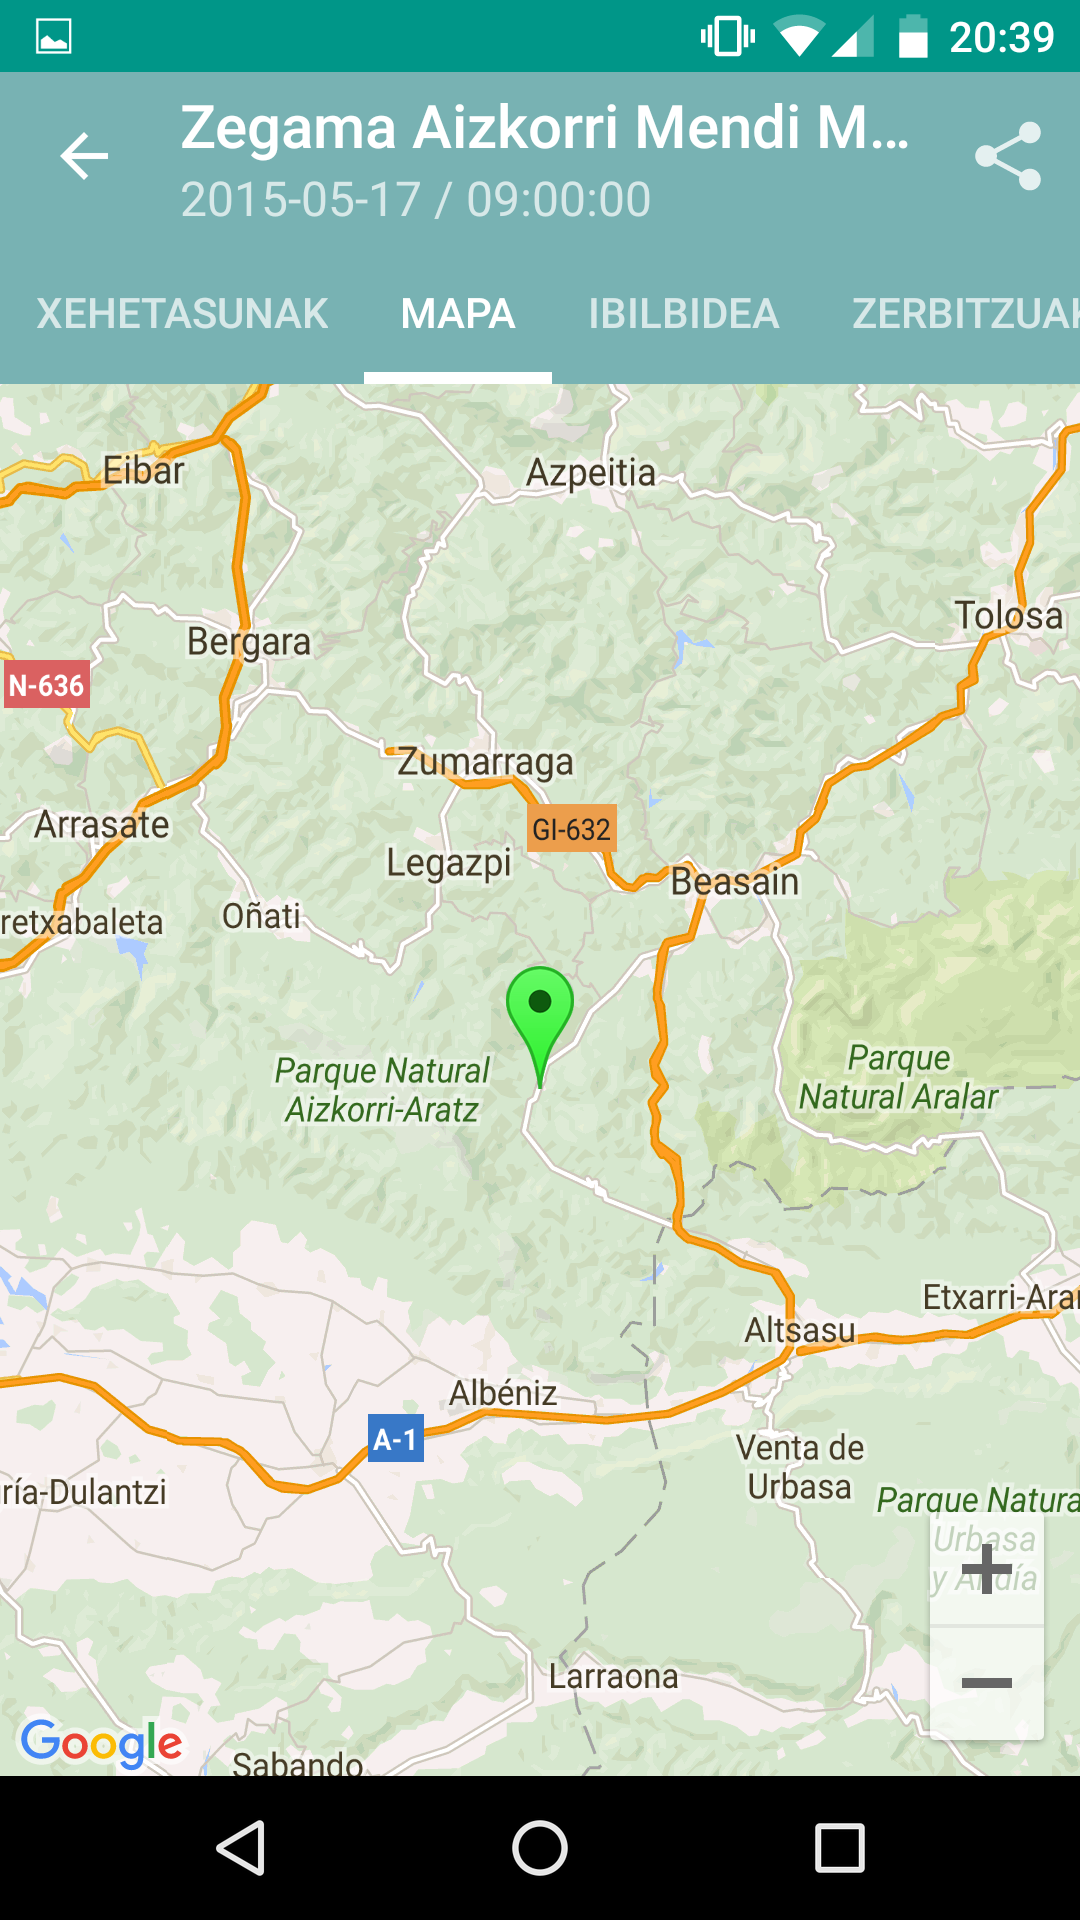 20:39
Zegama Aizkorri Mendi M...
2015-05-17 / 09:00:00
XEHETASUNAK MAPA IBILBIDEA ZERBITZUAK
Eibar
Azpeitia
Tolosa
Bergara
N-636
Zumarraga
Arrasate
GI-632
Legazpi
Beasain
retxabaleta
Oñati
Parque Natural
Aizkorri-Aratz
Parque
Natural Aralar
Etxarri-Arar
Altsasu
Albéniz
A-1
Venta de
Urbasa
ría-Dulantzi
Parque Natura
Urbasa
y Andía
+
−
Larraona
Google
Sabando